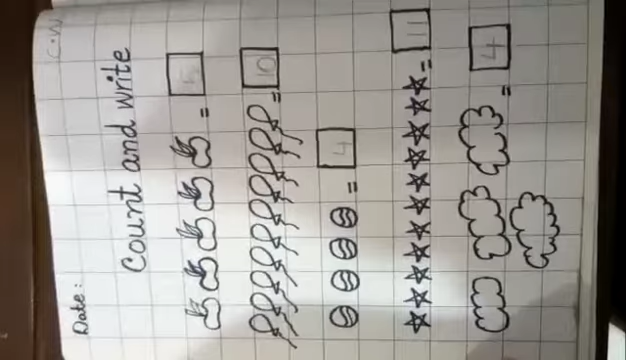 C.W
Date:
Count and write
= 5
= 10
= 4
= 11
= 4